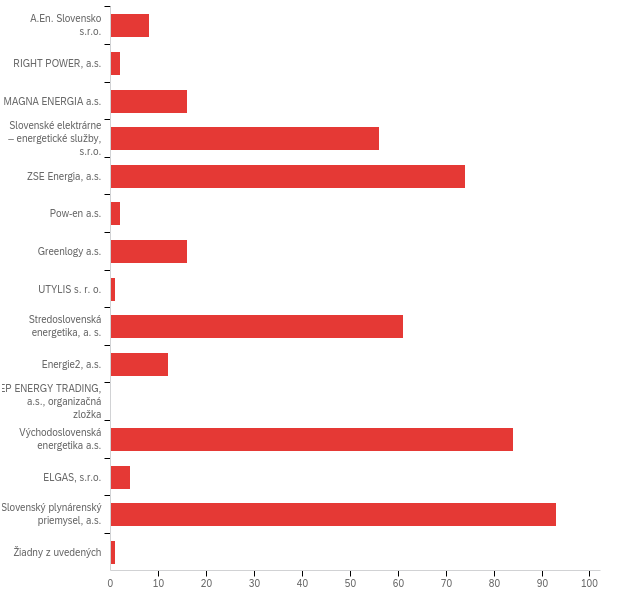 A.En. Slovensko
s.r.o.
RIGHT POWER, a.s.
MAGNA ENERGIA a.s.
Slovenské elektrárne
– energetické služby,
s.r.o.
ZSE Energia, a.s.
Pow-en a.s.
Greenlogy a.s.
UTYLIS s. r. o.
Stredoslovenská
energetika, a. s.
Energie2, a.s.
EP ENERGY TRADING,
a.s., organizačná
zložka
Východoslovenská
energetika a.s.
ELGAS, s.r.o.
Slovenský plynárenský
priemysel, a.s.
Žiadny z uvedených
0 10 20 30 40 50 60 70 80 90 100